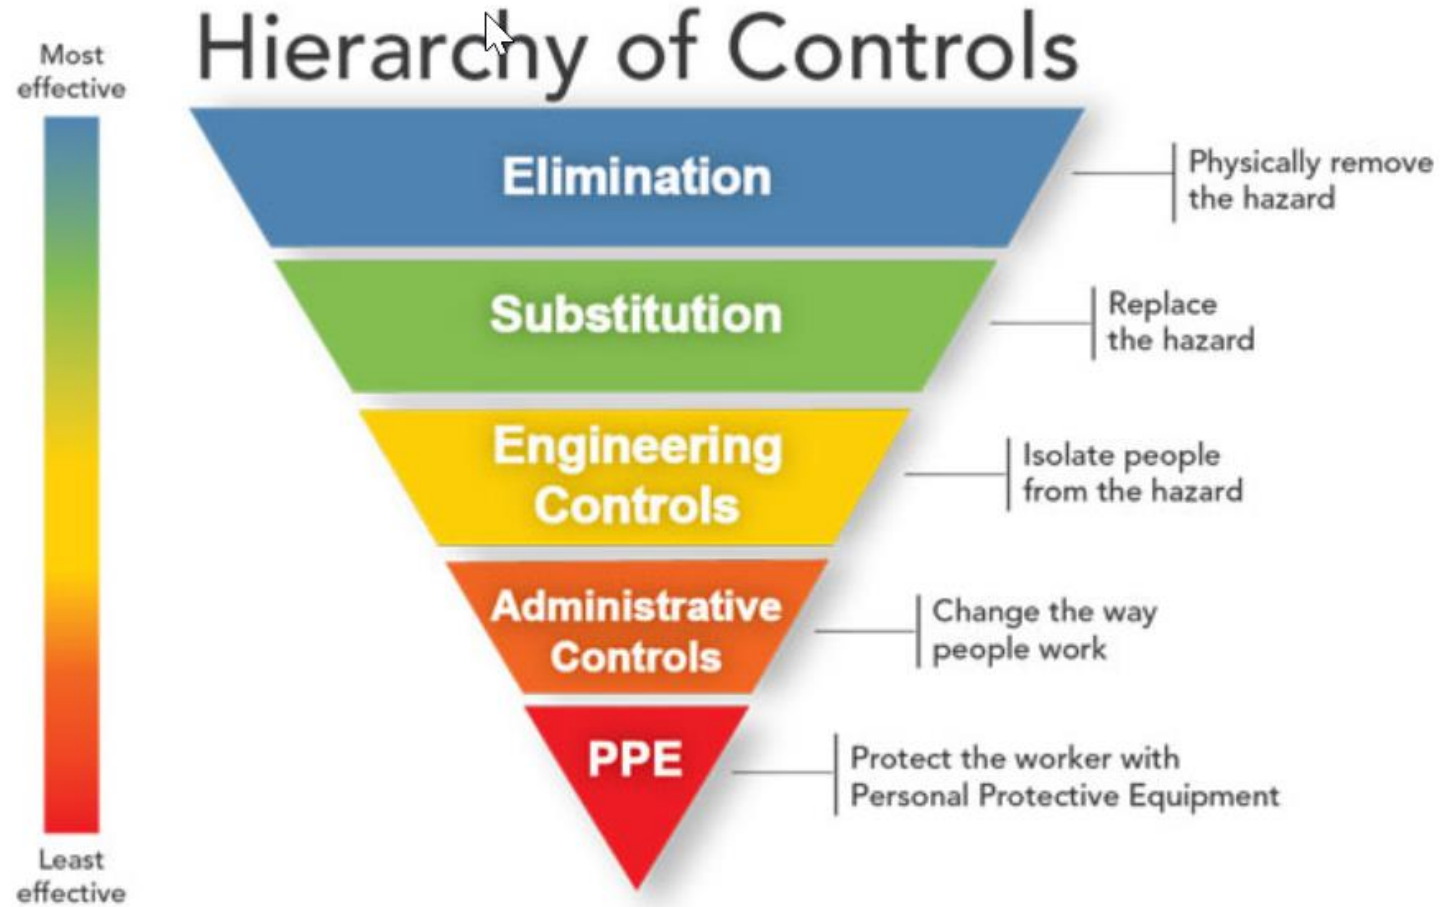 Hierarchy of Controls
Most
effective
Elimination
Physically remove
the hazard
Substitution
Replace
the hazard
Engineering
Controls
Isolate people
from the hazard
Administrative
Controls
Change the way
people work
PPE
Protect the worker with
Personal Protective Equipment
Least
effective